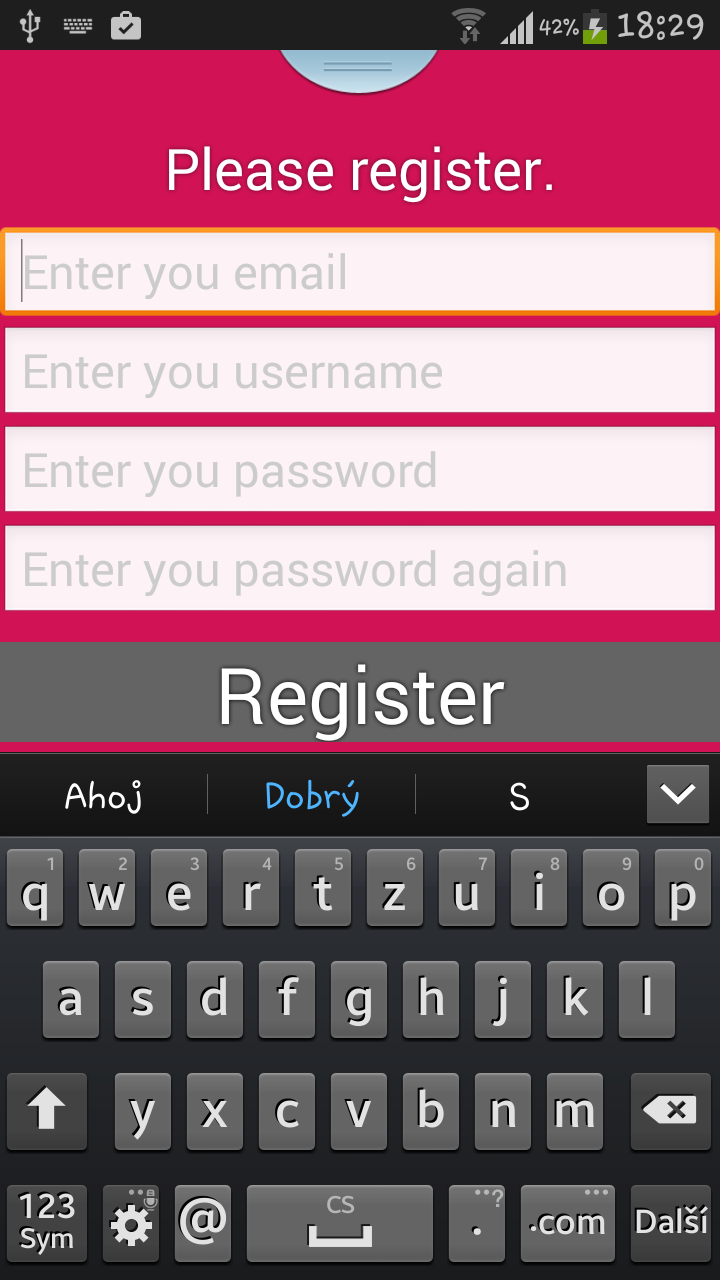 42% 18:29
Please register.
Enter you email
Enter you username
Enter you password
Enter you password again
Register
Ahoj Dobrý S
1 2 3 4 5 6 7 8 9 0
q w e r t z u i o p
a s d f g h j k l
y x c v b n m
123 Sym @ CS . ? .com Další